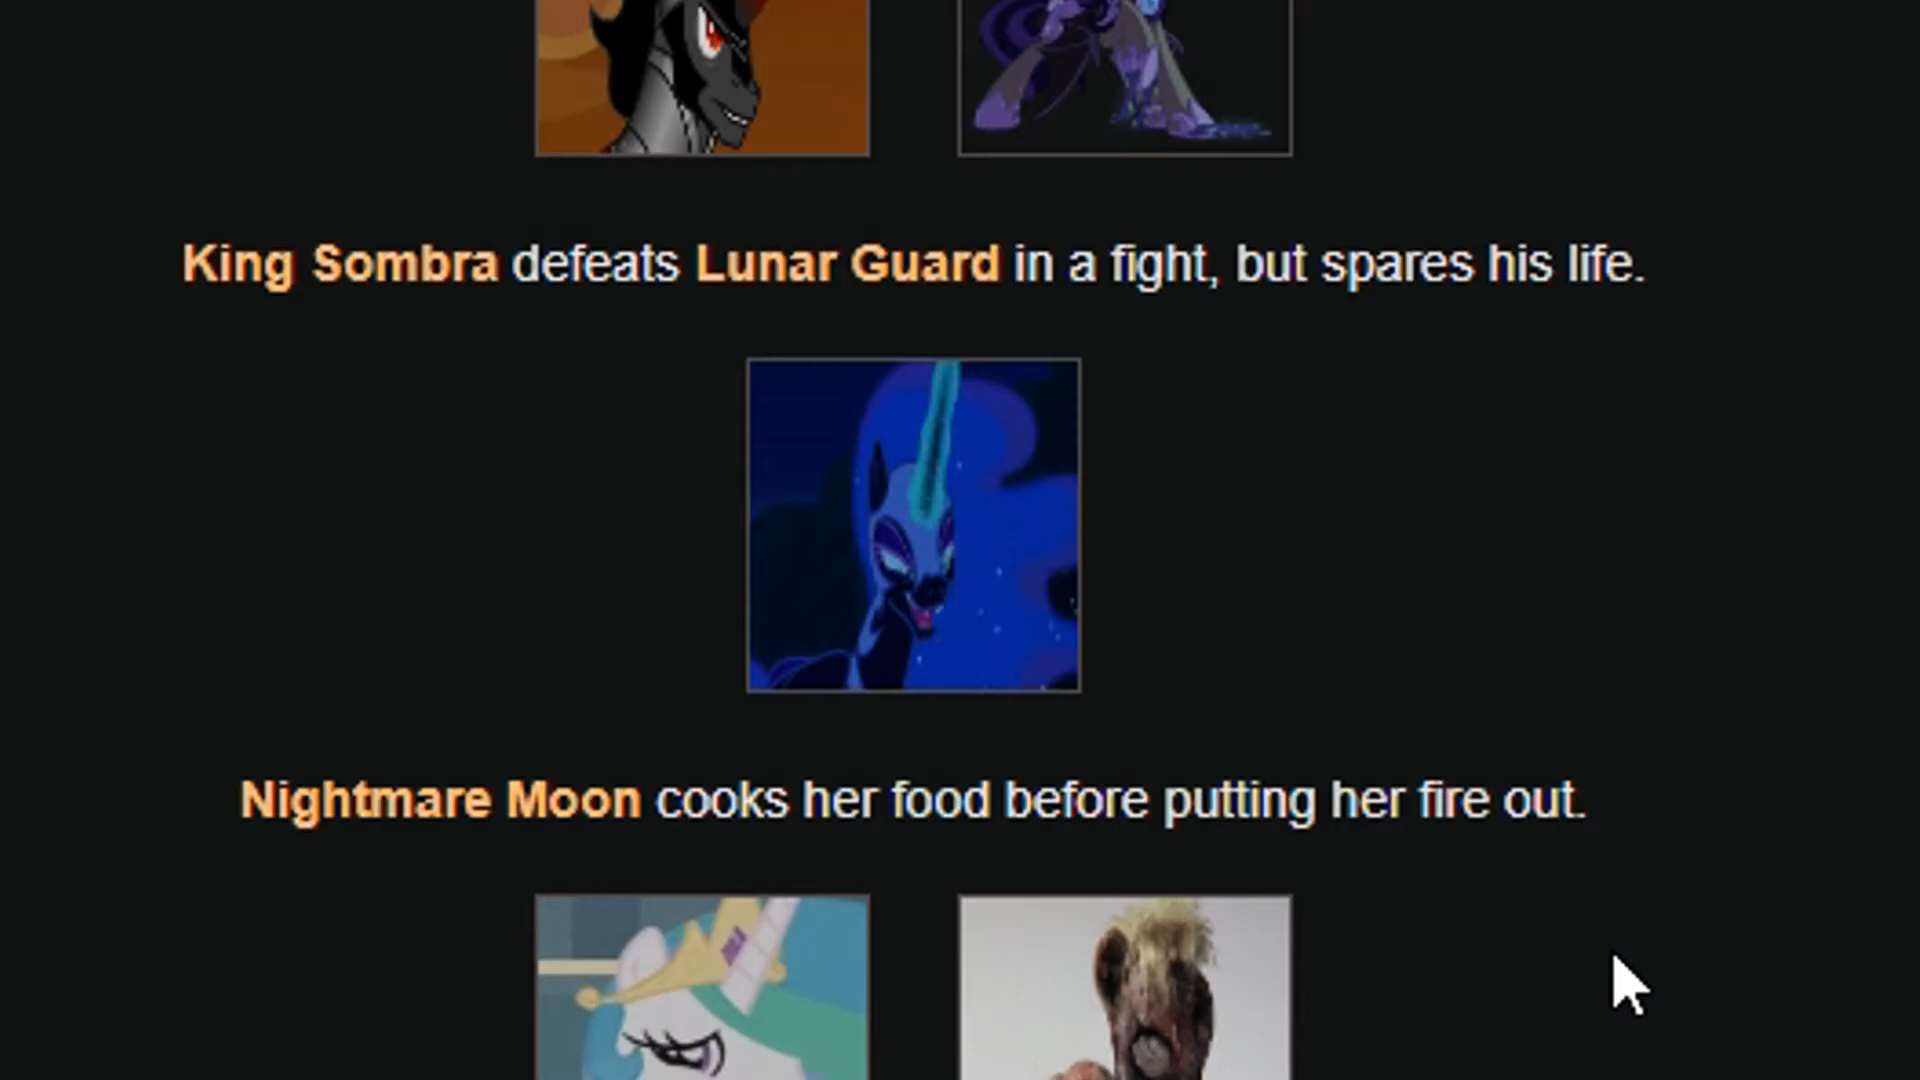 King Sombra defeats Lunar Guard in a fight, but spares his life.
Nightmare Moon cooks her food before putting her fire out.